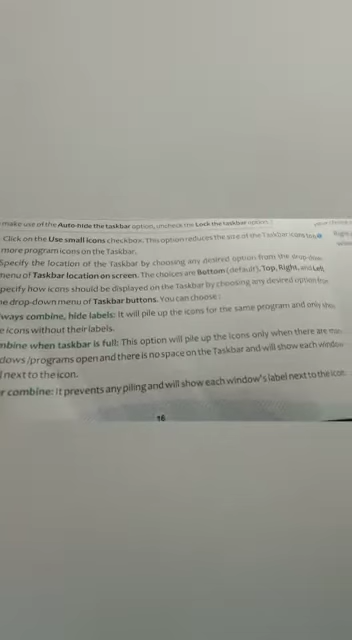 make use of the Auto-hide the taskbar option, uncheck the Lock the taskbar option.
Click on the Use small icons checkbox. This option reduces the size of the Taskbar icons too
more program icons on the Taskbar.
Specify the location of the Taskbar by choosing any desired option from the drop-down
menu of Taskbar location on screen. The choices are Bottom (default), Top, Right, and Left.
pecify how icons should be displayed on the Taskbar by choosing any desired option from
he drop-down menu of Taskbar buttons. You can choose:
ways combine, hide labels: It will pile up the icons for the same program and only show
e icons without their labels.
mbine when taskbar is full: This option will pile up the icons only when there are many
dows/programs open and there is no space on the Taskbar and will show each window
l next to the icon.
r combine: It prevents any piling and will show each window's label next to the icon.
16
Right